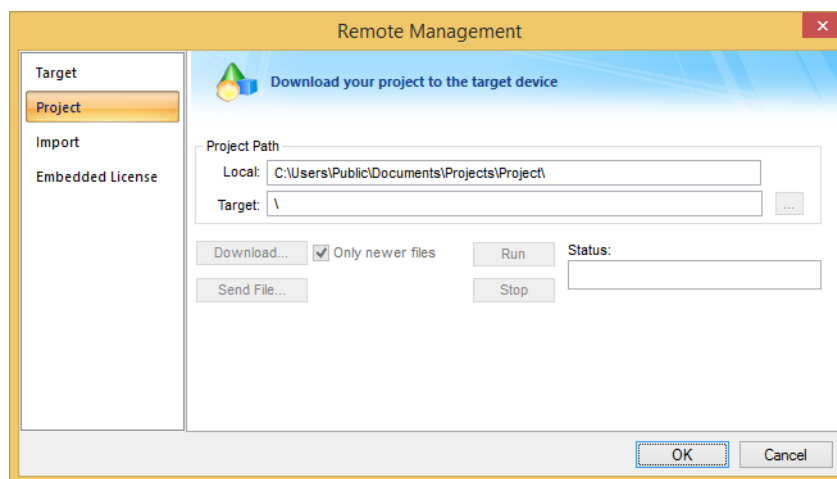 Remote Management
Target
Project
Import
Embedded License
Download your project to the target device
Project Path
Local: C:\Users\Public\Documents\Projects\Project\
Target: \ ...
Download... Only newer files Run Status:
Send File... Stop
OK Cancel